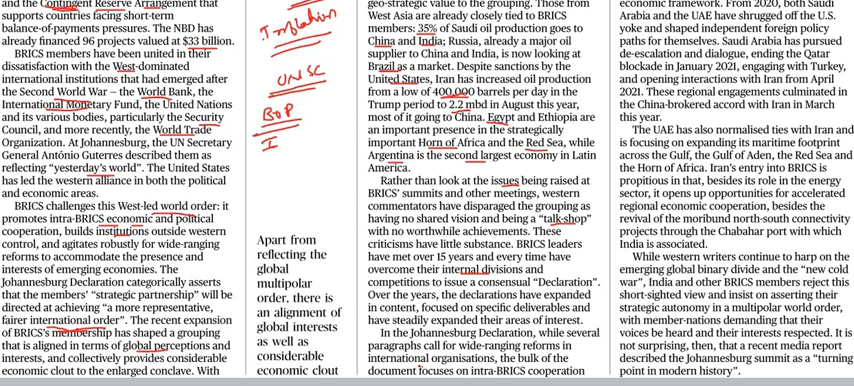 and the Contingent Reserve Arrangement that
supports countries facing short-term
balance-of-payments pressures. The NBD has
already financed 96 projects valued at $33 billion.
BRICS members have been united in their
dissatisfaction with the West-dominated
international institutions that had emerged after
the Second World War – the World Bank, the
International Monetary Fund, the United Nations
and its various bodies, particularly the Security
Council, and more recently, the World Trade
Organization. At Johannesburg, the UN Secretary
General António Guterres described them as
reflecting “yesterday’s world”. The United States
has led the western alliance in both the political
and economic areas.
BRICS challenges this West-led world order: it
promotes intra-BRICS economic and political
cooperation, builds institutions outside western
control, and agitates robustly for wide-ranging
reforms to accommodate the presence and
interests of emerging economies. The
Johannesburg Declaration categorically asserts
that the members’ “strategic partnership” will be
directed at achieving “a more representative,
fairer international order”. The recent expansion
of BRICS’s membership has shaped a grouping
that is aligned in terms of global perceptions and
interests, and collectively provides considerable
economic clout to the enlarged conclave. With
Inflation
UNSC
BOP
I
Apart from
reflecting the
global
multipolar
order, there is
an alignment of
global interests
as well as
considerable
economic clout
geo-strategic value to the grouping. Those from
West Asia are already closely tied to BRICS
members: 35% of Saudi oil production goes to
China and India; Russia, already a major oil
supplier to China and India, is now looking at
Brazil as a market. Despite sanctions by the
United States, Iran has increased oil production
from a low of 400,000 barrels per day in the
Trump period to 2.2 mbd in August this year,
most of it going to China. Egypt and Ethiopia are
an important presence in the strategically
important Horn of Africa and the Red Sea, while
Argentina is the second largest economy in Latin
America.
Rather than look at the issues being raised at
BRICS’ summits and other meetings, western
commentators have disparaged the grouping as
having no shared vision and being a “talk-shop”
with no worthwhile achievements. These
criticisms have little substance. BRICS leaders
have met over 15 years and every time have
overcome their internal divisions and
competitions to issue a consensual “Declaration”.
Over the years, the declarations have expanded
in content, focused on specific deliverables and
have steadily expanded their areas of interest.
In the Johannesburg Declaration, while several
paragraphs call for wide-ranging reforms in
international organisations, the bulk of the
document focuses on intra-BRICS cooperation
economic framework. From 2020, both Saudi
Arabia and the UAE have shrugged off the U.S.
yoke and shaped independent foreign policy
paths for themselves. Saudi Arabia has pursued
de-escalation and dialogue, ending the Qatar
blockade in January 2021, engaging with Turkey,
and opening interactions with Iran from April
2021. These regional engagements culminated in
the China-brokered accord with Iran in March
this year.
The UAE has also normalised ties with Iran and
is focusing on expanding its maritime footprint
across the Gulf, the Gulf of Aden, the Red Sea and
the Horn of Africa. Iran’s entry into BRICS is
propitious in that, besides its role in the energy
sector, it opens up opportunities for accelerated
regional economic cooperation, besides the
revival of the moribund north-south connectivity
projects through the Chabahar port with which
India is associated.
While western writers continue to harp on the
emerging global binary divide and the “new cold
war”, India and other BRICS members reject this
short-sighted view and insist on asserting their
strategic autonomy in a multipolar world order,
with member-nations demanding that their
voices be heard and their interests respected. It is
not surprising, then, that a recent media report
described the Johannesburg summit as a “turning
point in modern history”.